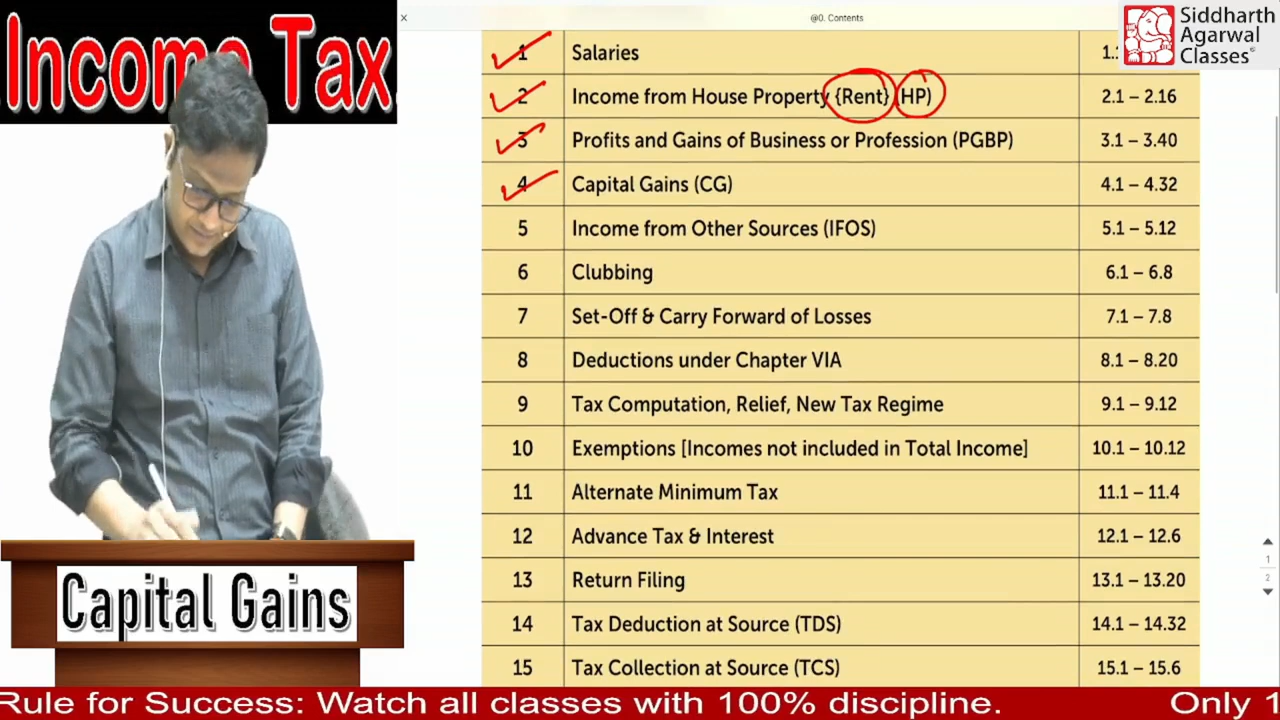 Income Tax
@0. Contents
Siddharth
Agarwal
Classes
1 Salaries
2 Income from House Property {Rent} (HP) 2.1 – 2.16
3 Profits and Gains of Business or Profession (PGBP) 3.1 – 3.40
4 Capital Gains (CG) 4.1 – 4.32
5 Income from Other Sources (IFOS) 5.1 – 5.12
6 Clubbing 6.1 – 6.8
7 Set-Off & Carry Forward of Losses 7.1 – 7.8
8 Deductions under Chapter VIA 8.1 – 8.20
9 Tax Computation, Relief, New Tax Regime 9.1 – 9.12
10 Exemptions [Incomes not included in Total Income] 10.1 – 10.12
11 Alternate Minimum Tax 11.1 – 11.4
12 Advance Tax & Interest 12.1 – 12.6
13 Return Filing 13.1 – 13.20
14 Tax Deduction at Source (TDS) 14.1 – 14.32
15 Tax Collection at Source (TCS) 15.1 – 15.6
1
2
Capital Gains
Rule for Success: Watch all classes with 100% discipline. Only 1